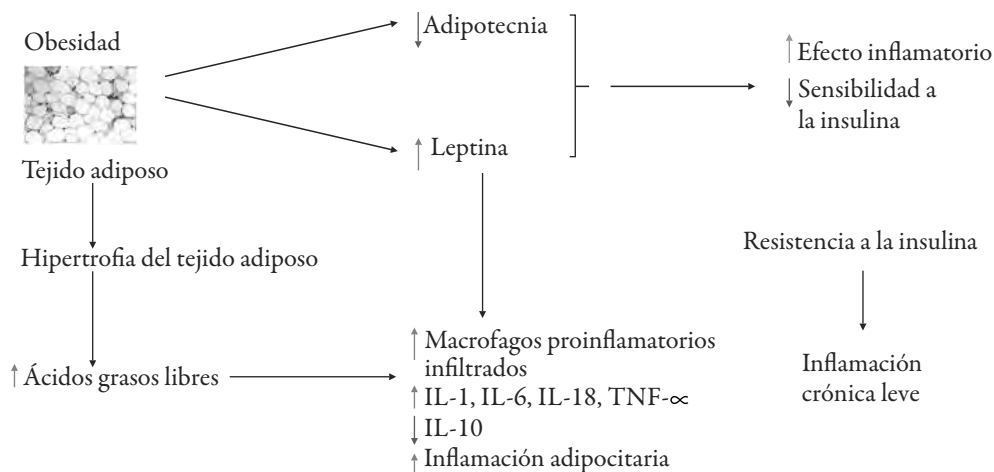 Obesidad
Tejido adiposo
Hipertrofia del tejido adiposo
↑ Ácidos grasos libres
↓ Adipotecnia
↑ Leptina
↑ Macrofagos proinflamatorios
infiltrados
↑ IL-1, IL-6, IL-18, TNF-∝
↓ IL-10
↑ Inflamación adipocitaria
↑ Efecto inflamatorio
↓ Sensibilidad a
la insulina
Resistencia a la insulina
Inflamación
crónica leve